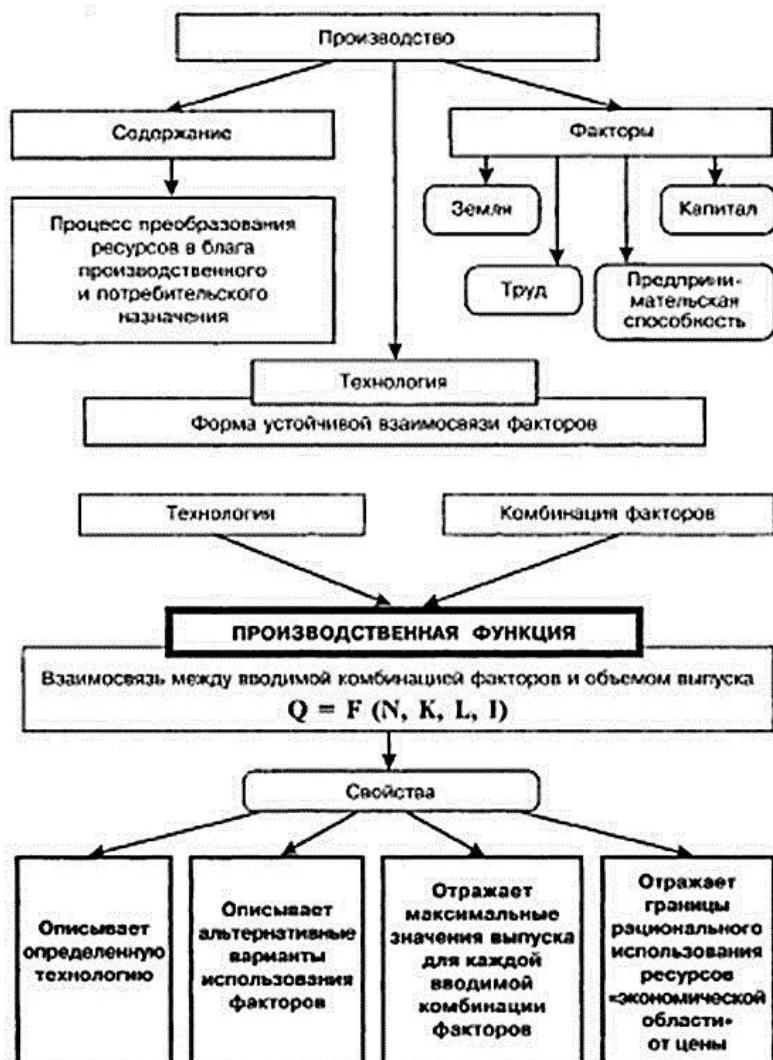 Производство
Содержание
Факторы
Процесс преобразования
ресурсов в блага
производственного
и потребительского
назначения
Земля
Капитал
Труд
Предприни-
мательская
способность
Технология
Форма устойчивой взаимосвязи факторов
Технология
Комбинация факторов
ПРОИЗВОДСТВЕННАЯ ФУНКЦИЯ
Взаимосвязь между вводимой комбинацией факторов и объемом выпуска
Q = F (N, K, L, I)
Свойства
Описывает
определенную
технологию
Описывает
альтернативные
варианты
использования
факторов
Отражает
максимальные
значения выпуска
для каждой
вводимой
комбинации
факторов
Отражает
границы
рационального
использования
ресурсов
«экономической
области»
от цены